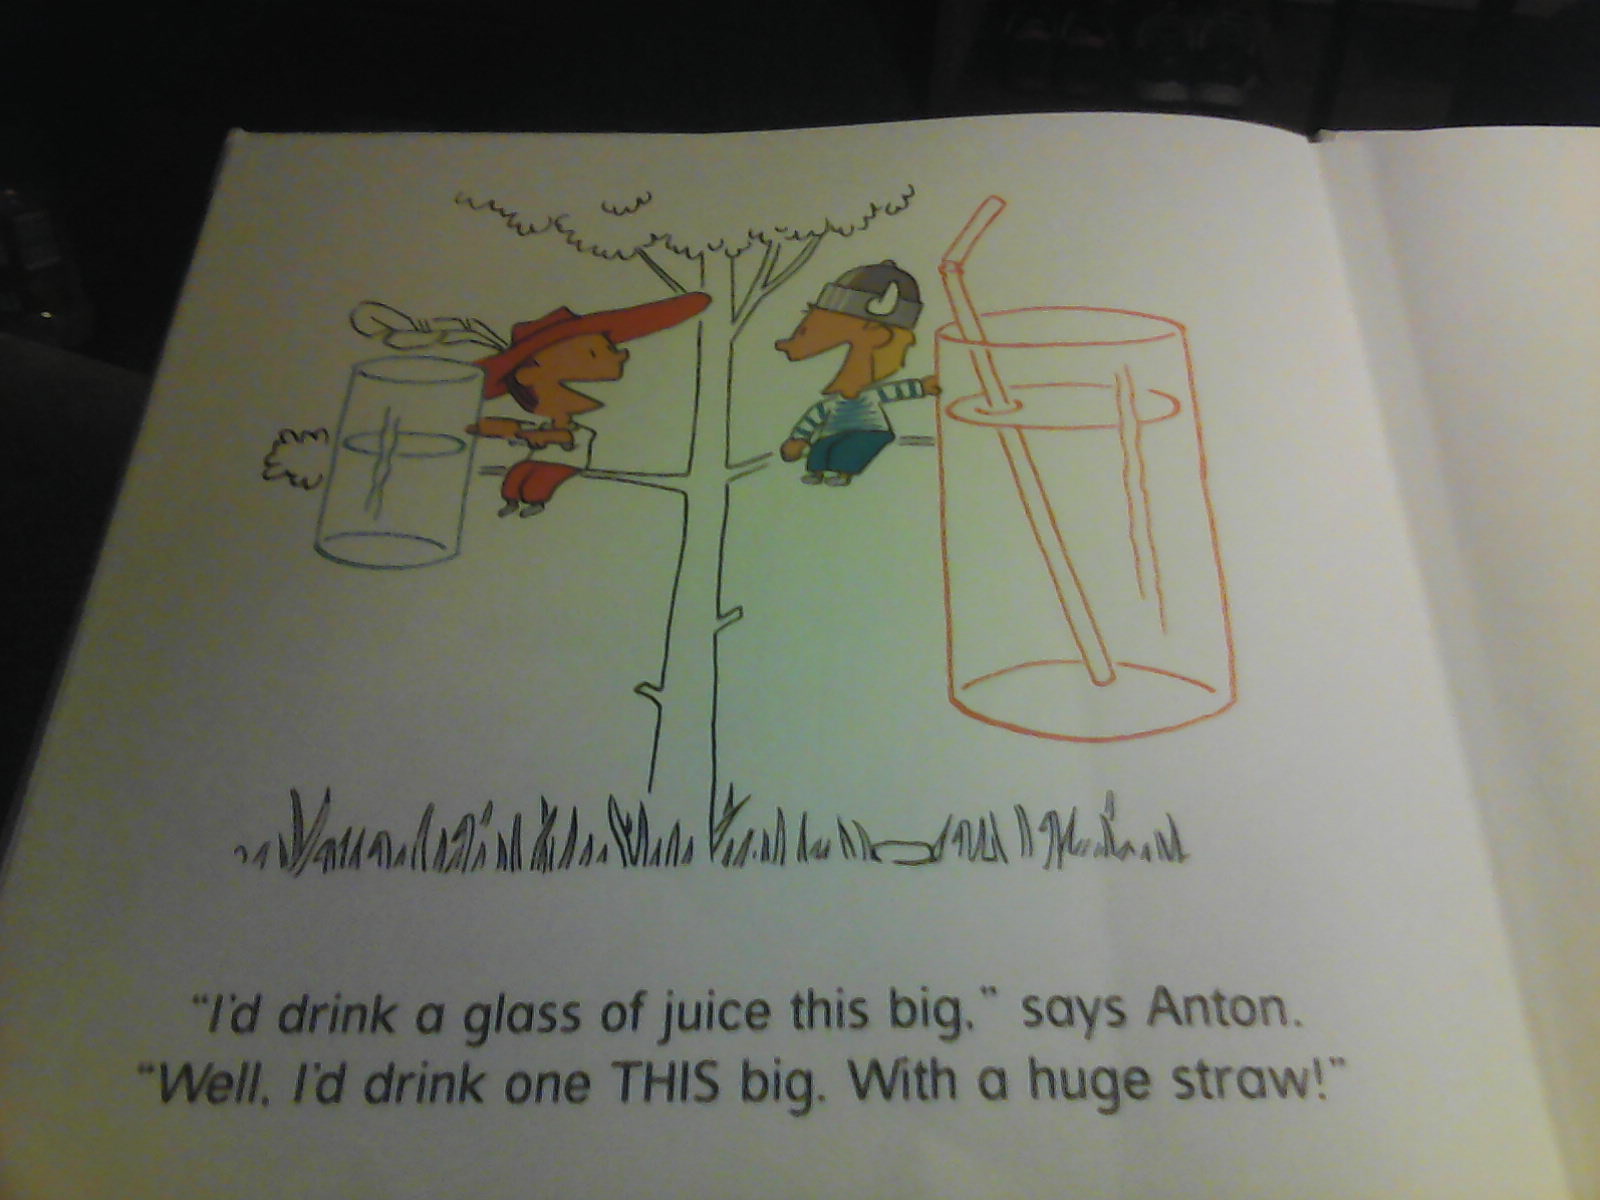 "I'd drink a glass of juice this big," says Anton.
"Well, I'd drink one THIS big. With a huge straw!"